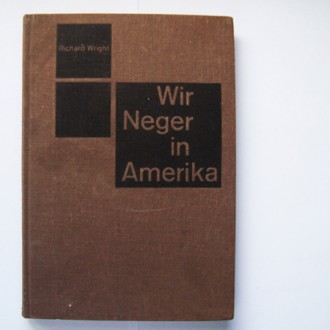 Richard Wright
Wir
Neger
in
Amerika